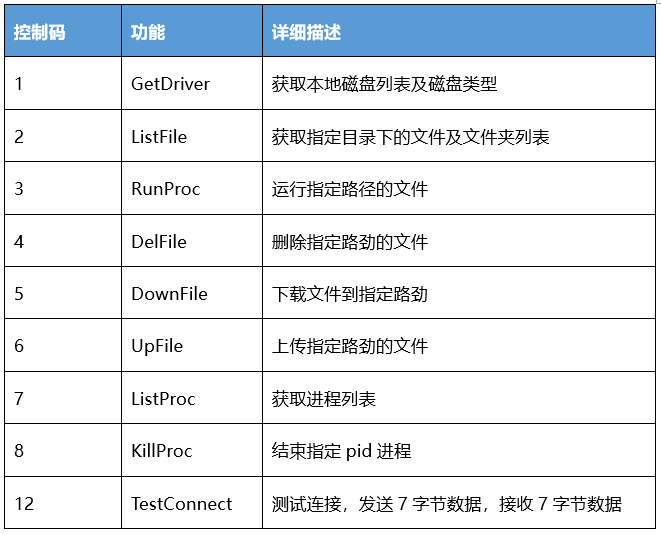 控制码 功能 详细描述
1 GetDriver 获取本地磁盘列表及磁盘类型
2 ListFile 获取指定目录下的文件及文件夹列表
3 RunProc 运行指定路径的文件
4 DelFile 删除指定路劲的文件
5 DownFile 下载文件到指定路劲
6 UpFile 上传指定路劲的文件
7 ListProc 获取进程列表
8 KillProc 结束指定 pid 进程
12 TestConnect 测试连接，发送 7 字节数据，接收 7 字节数据